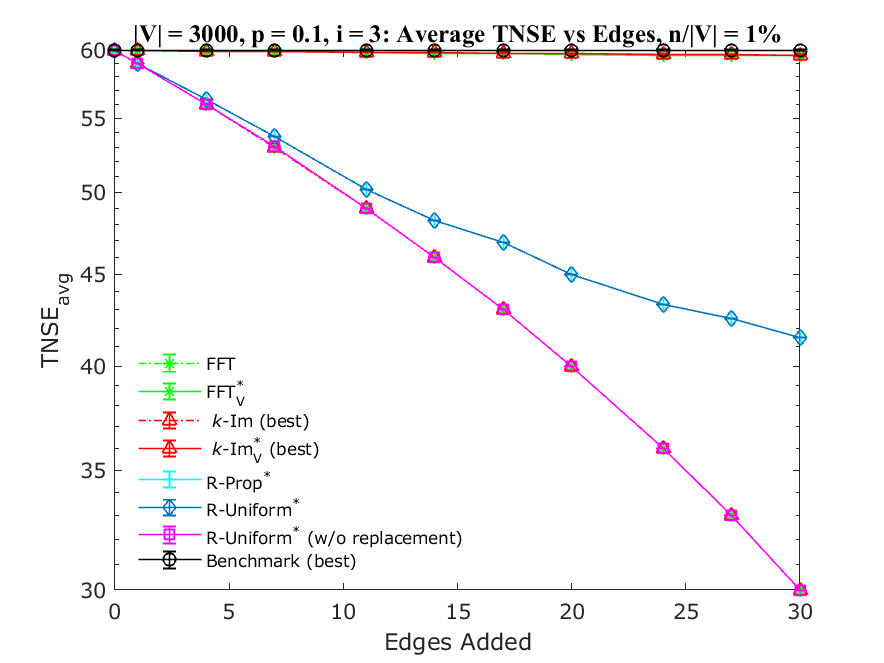 |V| = 3000, p = 0.1, i = 3: Average TNSE vs Edges, n/|V| = 1%
60
55
50
45
40
35
30
TNSE_avg
FFT
FFT*_V
k-Im (best)
k-Im*_V (best)
R-Prop*
R-Uniform*
R-Uniform* (w/o replacement)
Benchmark (best)
0 5 10 15 20 25 30
Edges Added